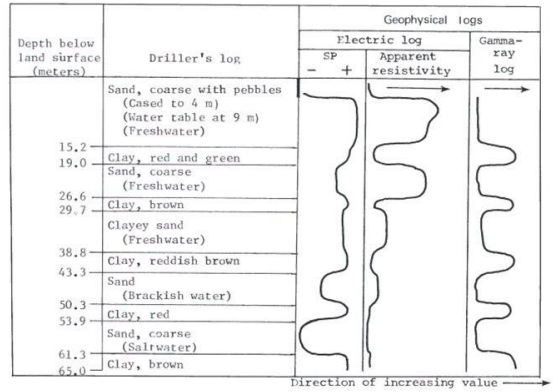 Geophysical logs
Depth below
land surface
(meters)
Driller's log
Electric log
SP
- +
Apparent
resistivity
Gamma-
ray
log
Sand, coarse with pebbles
(Cased to 4 m)
(Water table at 9 m)
(Freshwater)
15.2
Clay, red and green
19.0
Sand, coarse
(Freshwater)
26.6
Clay, brown
29.7
Clayey sand
(Freshwater)
38.8
Clay, reddish brown
43.3
Sand
(Brackish water)
50.3
Clay, red
53.9
Sand, coarse
(Saltwater)
61.3
Clay, brown
65.0
Direction of increasing value